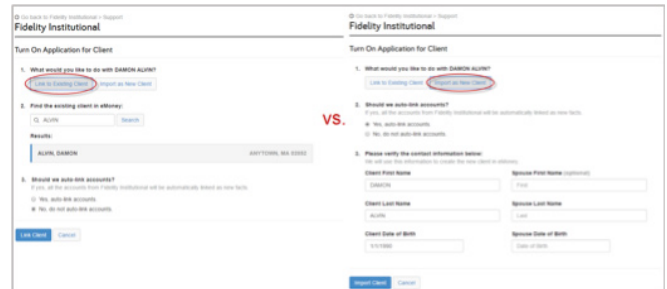 Go back to Fidelity Institutional > Support
Fidelity Institutional
Turn On Application for Client
1. What would you like to do with DAMON ALVIN?
Link to Existing Client
Import as New Client
2. Find the existing client in eMoney:
ALVIN
Search
Results:
ALVIN, DAMON
ANYTOWN, MA
3. Should we auto-link accounts?
If yes, all the accounts from Fidelity Institutional will be automatically linked as new facts.
Yes, auto-link accounts.
No, do not auto-link accounts.
Link Client
Cancel
VS.
Go back to Fidelity Institutional > Support
Fidelity Institutional
Turn On Application for Client
1. What would you like to do with DAMON ALVIN?
Link to Existing Client
Import as New Client
2. Should we auto-link accounts?
If yes, all the accounts from Fidelity Institutional will be automatically linked as new facts.
Yes, auto-link accounts.
No, do not auto-link accounts.
3. Please verify the contact information below:
We will use this information to create the new client in eMoney.
Client First Name
Spouse First Name (optional)
DAMON
First
Client Last Name
Spouse Last Name
ALVIN
Last
Client Date of Birth
Spouse Date of Birth
1/1/1980
Date of Birth
Import Client
Cancel